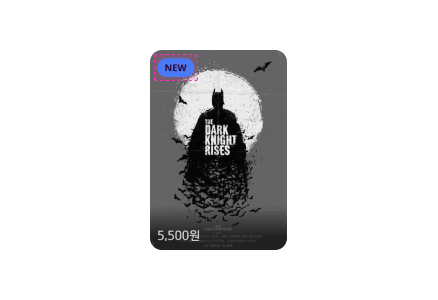 NEW
THE
DARK
KNIGHT
RISES
5,500원